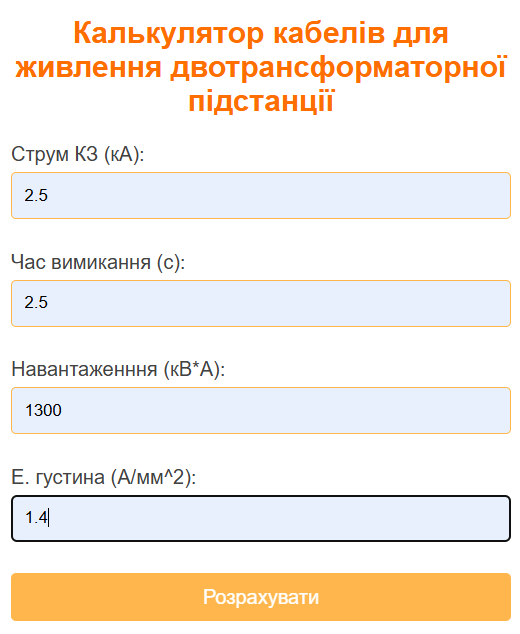 Калькулятор кабелів для
живлення двотрансформаторної
підстанції
Струм КЗ (кА):
2.5
Час вимикання (с):
2.5
Навантаженння (кВ*А):
1300
Е. густина (А/мм^2):
1.4
Розрахувати